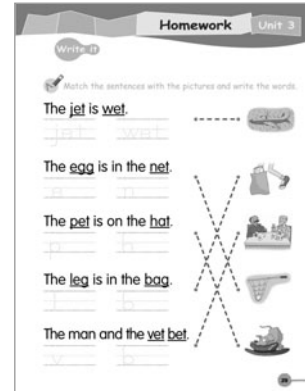 Homework Unit 3
Write it
Match the sentences with the pictures and write the words.
The jet is wet.
jet wet
The egg is in the net.
e n
The pet is on the hat.
p h
The leg is in the bag.
l b
The man and the vet bet.
v b